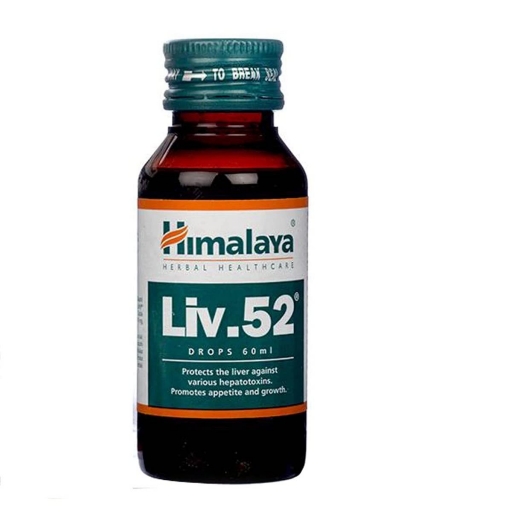 TO BREAK
Himalaya®
HERBAL HEALTHCARE
Liv.52®
DROPS 60ml
Protects the liver against
various hepatotoxins.
Promotes appetite and growth.